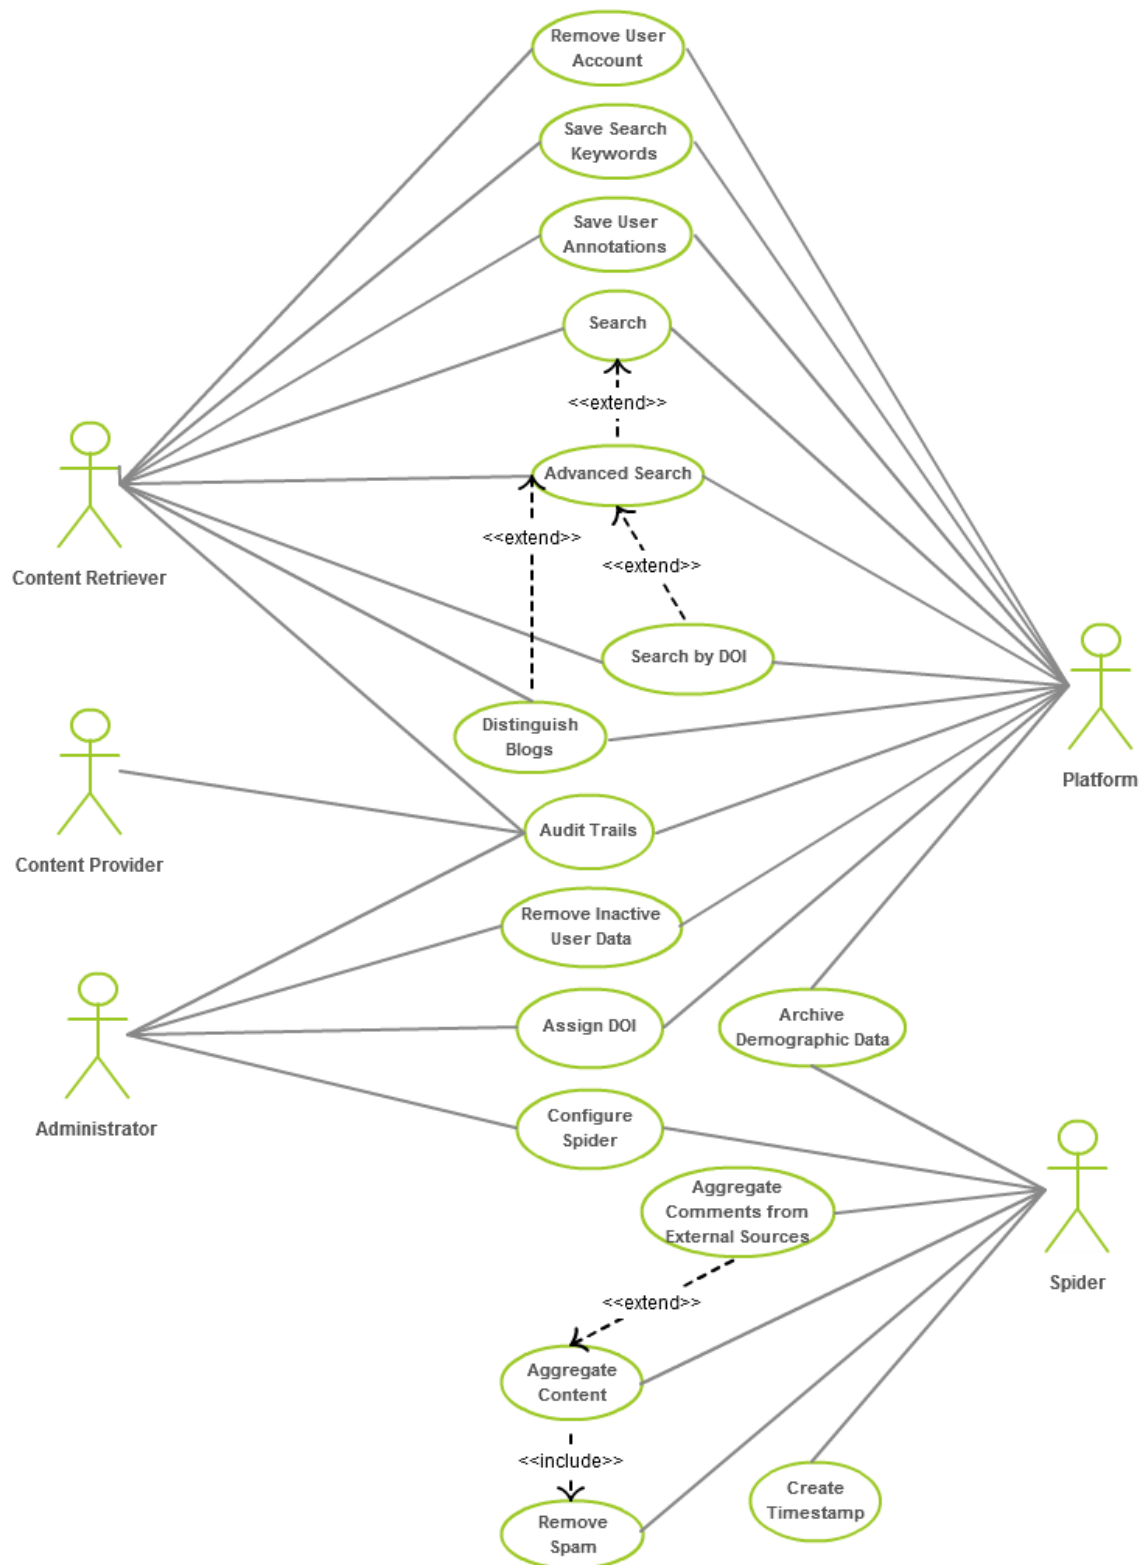 Remove User
Account
Save Search
Keywords
Save User
Annotations
Search
<<extend>>
Advanced Search
<<extend>>
<<extend>>
Content Retriever
Search by DOI
Distinguish
Blogs
Platform
Audit Trails
Content Provider
Remove Inactive
User Data
Assign DOI
Archive
Demographic Data
Administrator
Configure
Spider
Aggregate
Comments from
External Sources
Spider
<<extend>>
Aggregate
Content
<<include>>
Create
Timestamp
Remove
Spam